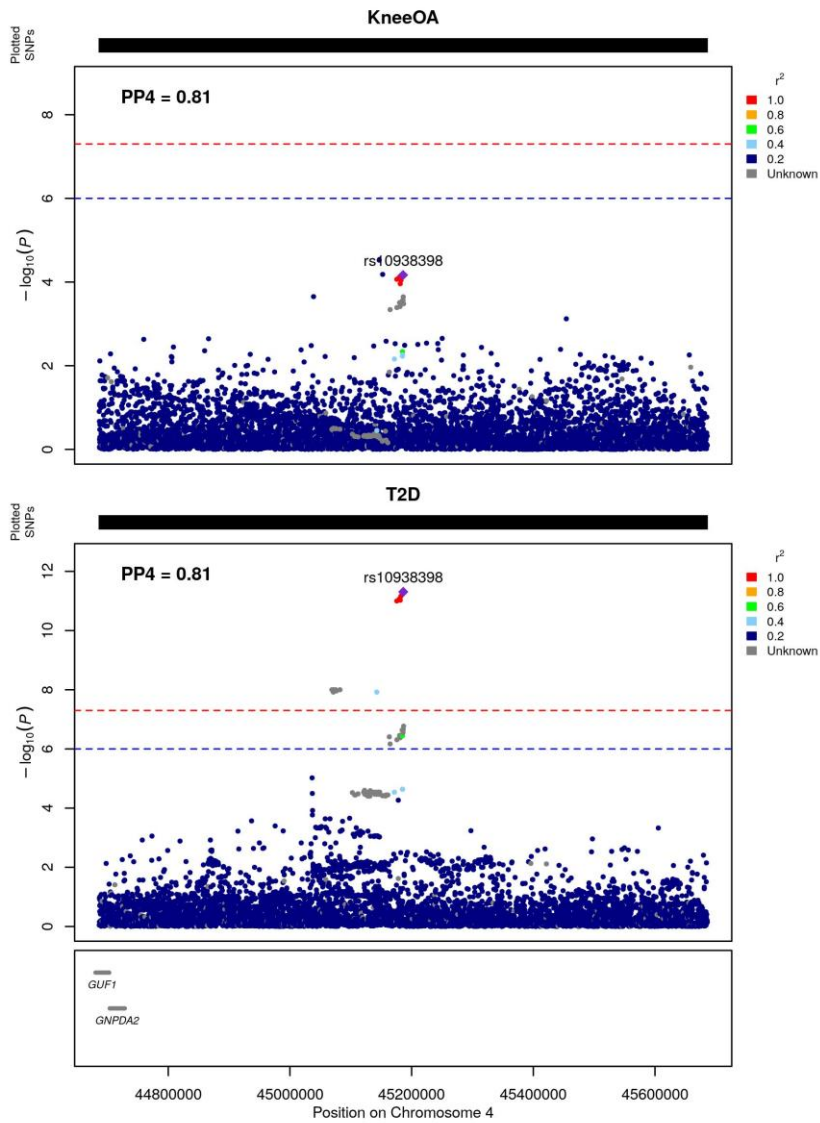 KneeOA
Plotted
SNPs
PP4 = 0.81
r²
1.0
0.8
0.6
0.4
0.2
Unknown
8
6
4
2
0
−log₁₀(P)
rs10938398
T2D
Plotted
SNPs
PP4 = 0.81
rs10938398
r²
1.0
0.8
0.6
0.4
0.2
Unknown
12
10
8
6
4
2
0
−log₁₀(P)
GUF1
GNPDA2
44800000 45000000 45200000 45400000 45600000
Position on Chromosome 4